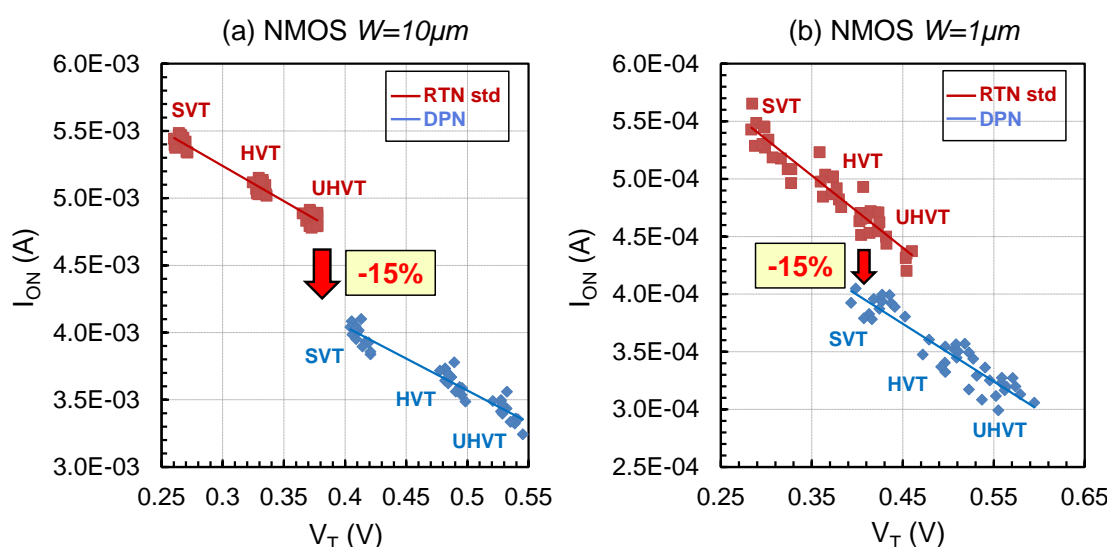 (a) NMOS W=10µm
6.0E-03
5.5E-03
5.0E-03
4.5E-03
4.0E-03
3.5E-03
3.0E-03
I_ON (A)
0.25 0.3 0.35 0.4 0.45 0.5 0.55
V_T (V)
RTN std
DPN
SVT
HVT
UHVT
-15%
SVT
HVT
UHVT
(b) NMOS W=1µm
6.0E-04
5.5E-04
5.0E-04
4.5E-04
4.0E-04
3.5E-04
3.0E-04
2.5E-04
I_ON (A)
0.25 0.35 0.45 0.55 0.65
V_T (V)
RTN std
DPN
SVT
HVT
UHVT
-15%
SVT
HVT
UHVT